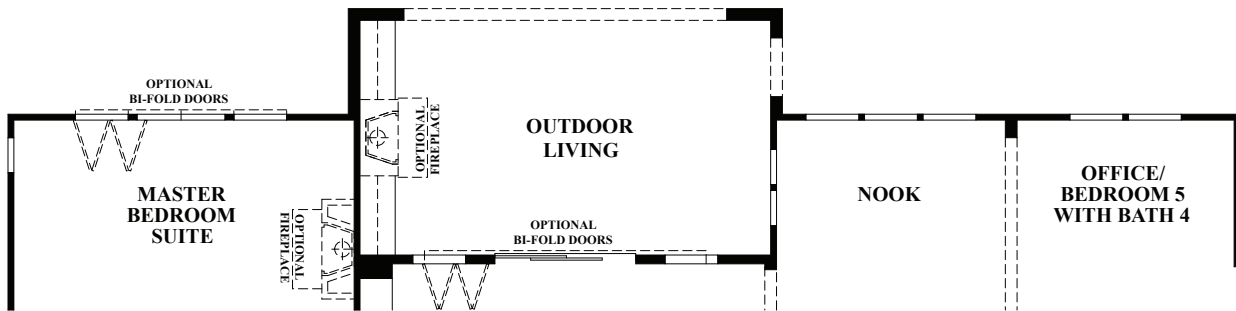 OPTIONAL
BI-FOLD DOORS
MASTER
BEDROOM
SUITE
OPTIONAL
FIREPLACE
OPTIONAL
FIREPLACE
OUTDOOR
LIVING
OPTIONAL
BI-FOLD DOORS
NOOK
OFFICE/
BEDROOM 5
WITH BATH 4